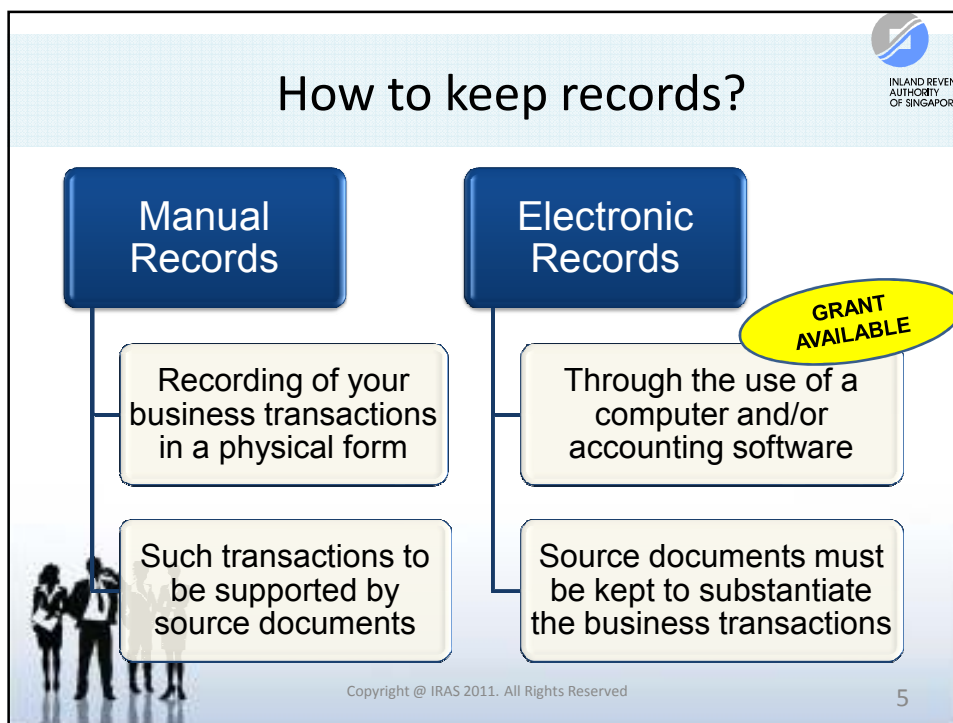 How to keep records?
INLAND REVEN
AUTHORITY
OF SINGAPOR
Manual
Records
Recording of your
business transactions
in a physical form
Such transactions to
be supported by
source documents
Electronic
Records
GRANT
AVAILABLE
Through the use of a
computer and/or
accounting software
Source documents must
be kept to substantiate
the business transactions
Copyright @ IRAS 2011. All Rights Reserved
5